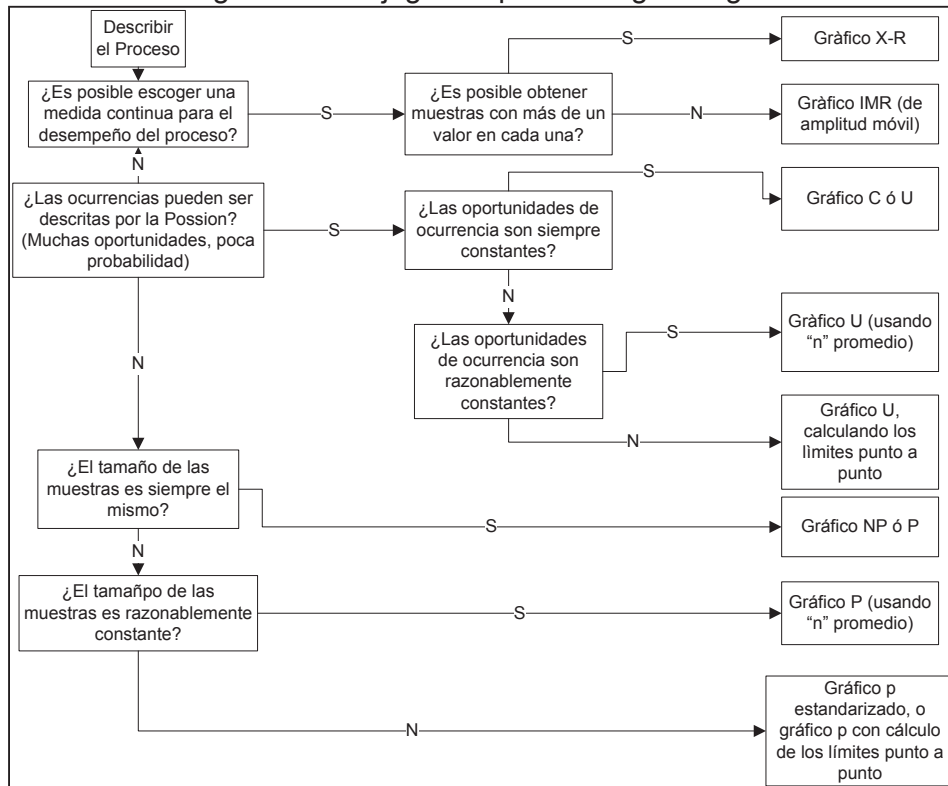 Describir
el Proceso
¿Es posible escoger una
medida continua para el
desempeño del proceso?
S
¿Es posible obtener
muestras con más de un
valor en cada una?
S
Gràfico X-R
N
Gràfico IMR (de
amplitud móvil)
N
¿Las ocurrencias pueden ser
descritas por la Possion?
(Muchas oportunidades, poca
probabilidad)
S
¿Las oportunidades de
ocurrencia son siempre
constantes?
S
Gráfico C ó U
N
¿Las oportunidades
de ocurrencia son
razonablemente
constantes?
S
Gràfico U (usando
“n” promedio)
N
Gráfico U,
calculando los
lìmites punto a
punto
N
¿El tamaño de las
muestras es siempre el
mismo?
S
Gráfico NP ó P
N
¿El tamañpo de las
muestras es razonablemente
constante?
S
Gráfico P (usando
“n” promedio)
N
Gráfico p
estandarizado, o
gráfico p con cálculo
de los límites punto a
punto